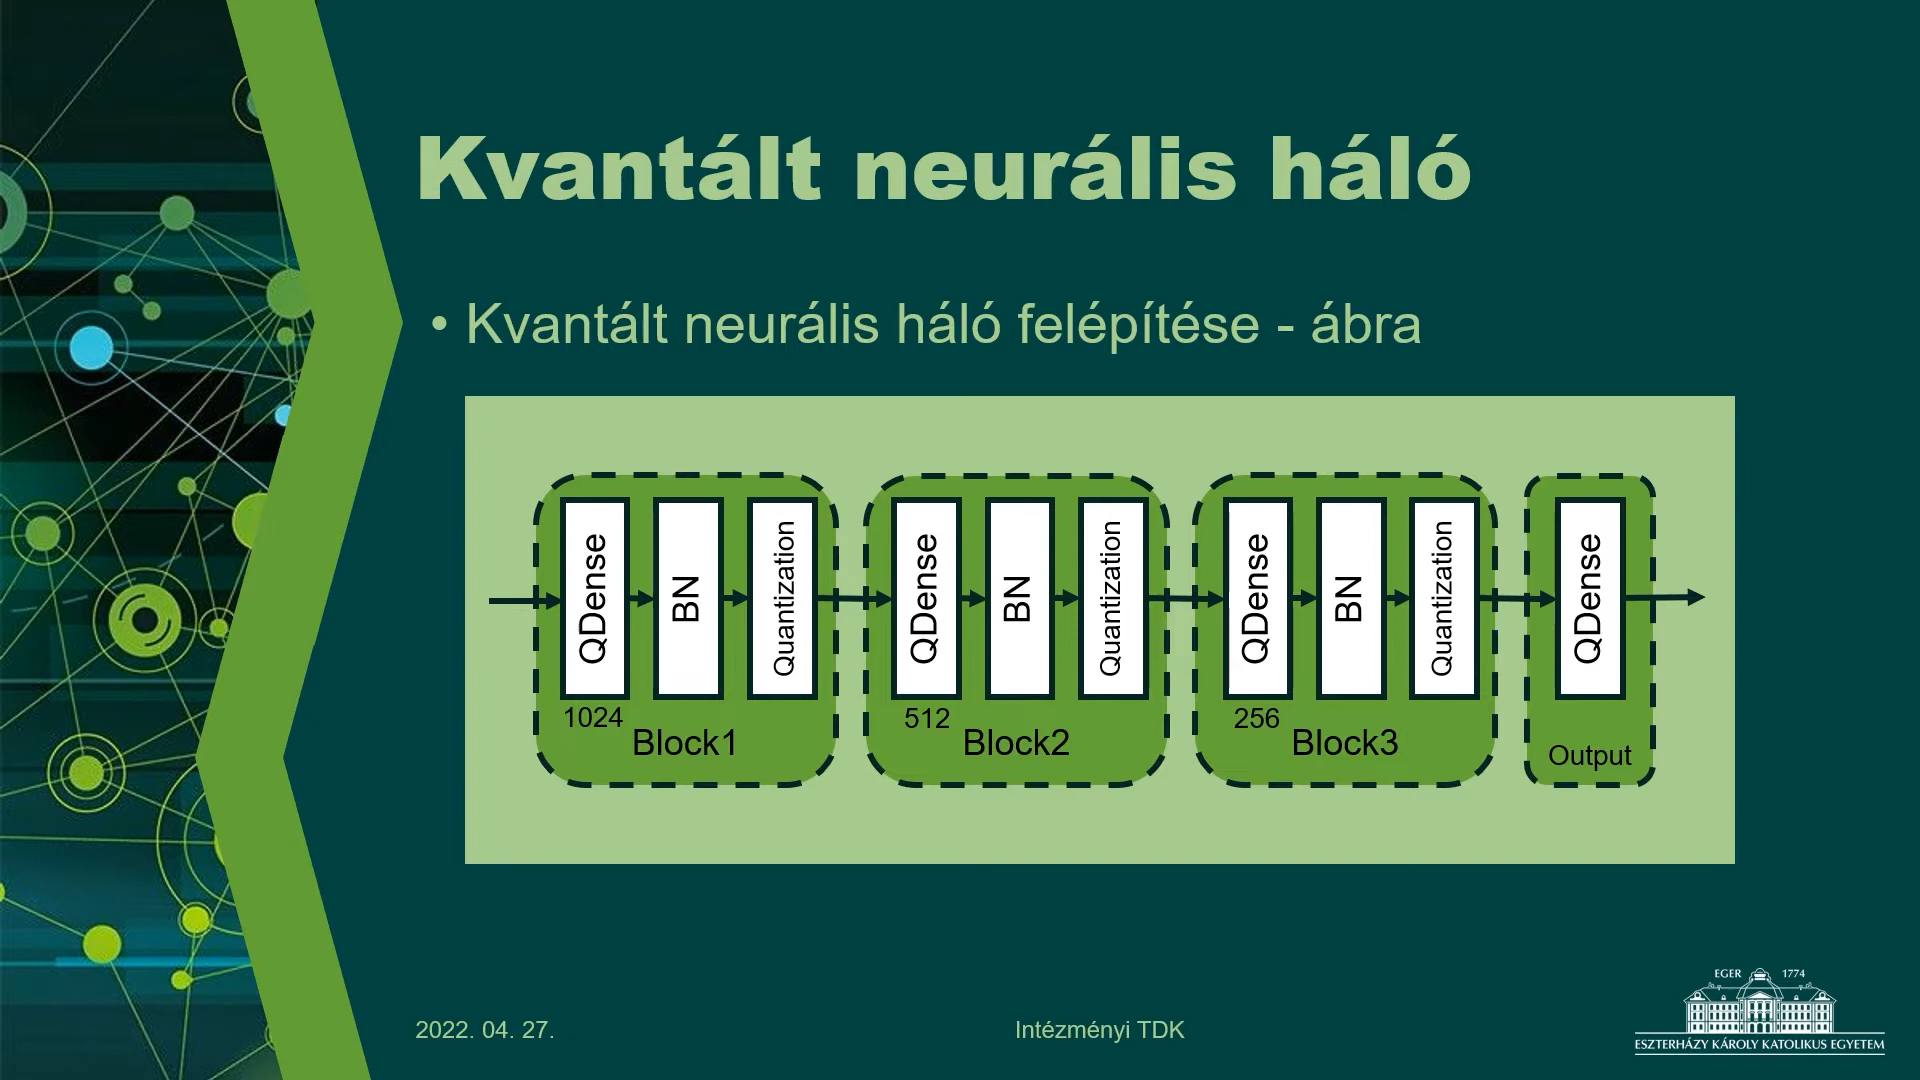 Kvantált neurális háló
• Kvantált neurális háló felépítése - ábra
QDense
BN
Quantization
1024
Block1
QDense
BN
Quantization
512
Block2
QDense
BN
Quantization
256
Block3
QDense
Output
2022. 04. 27.
Intézményi TDK
EGER 1774
ESZTERHÁZY KÁROLY KATOLIKUS EGYETEM